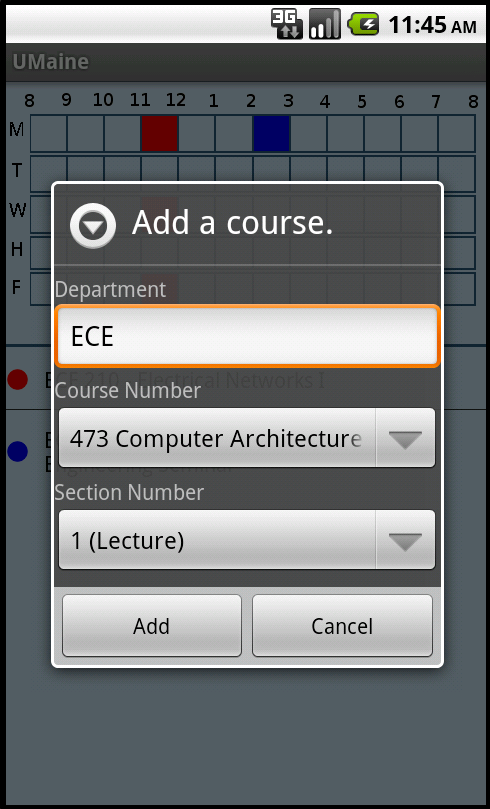 3G
11:45 AM
UMaine
8 9 10 11 12 1 2 3 4 5 6 7 8
M
T
W
H
F
Add a course.
Department
ECE
ECE 210 - Electrical Networks I
Course Number
473 Computer Architecture
Engineering Seminar
Section Number
1 (Lecture)
Add Cancel